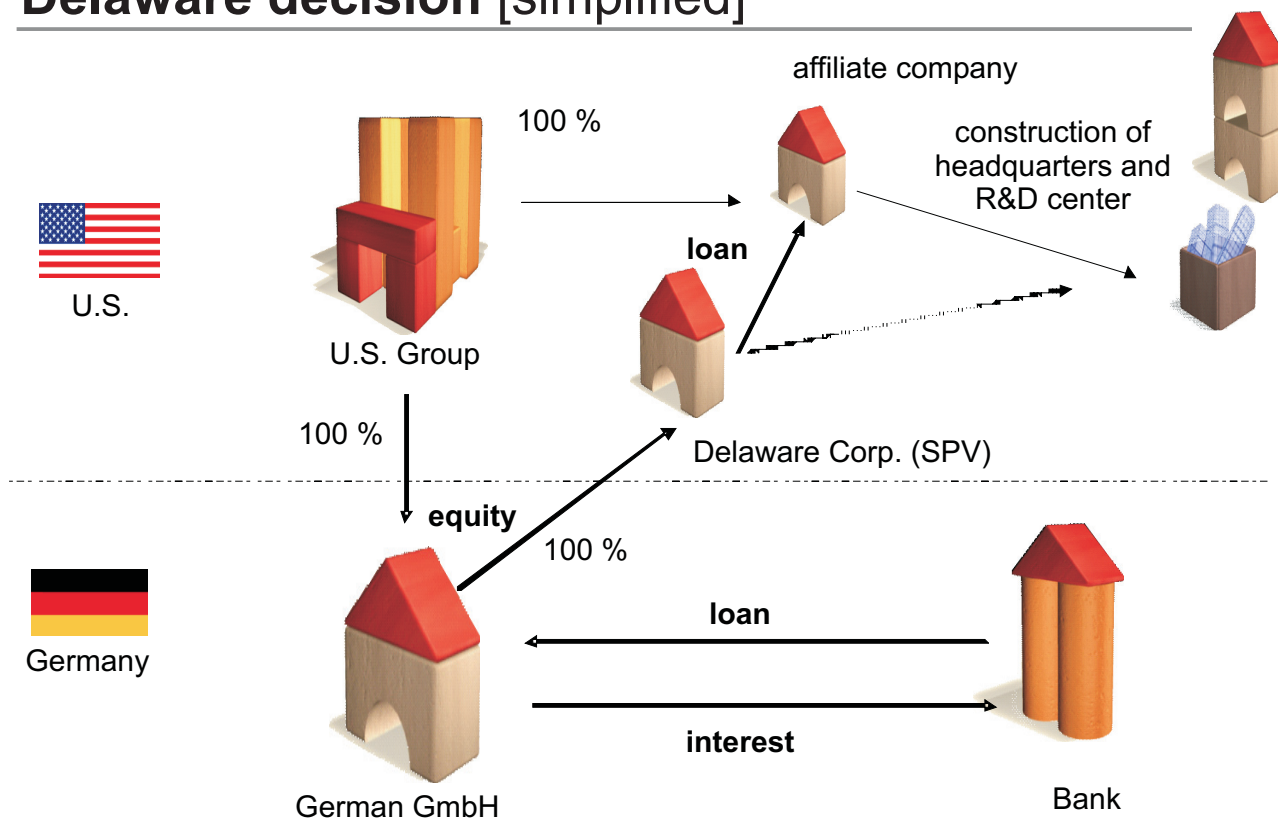 Delaware decision [simplified]
affiliate company
100 %
construction of
headquarters and
R&D center
loan
U.S.
U.S. Group
100 %
Delaware Corp. (SPV)
equity
100 %
loan
Germany
interest
German GmbH
Bank